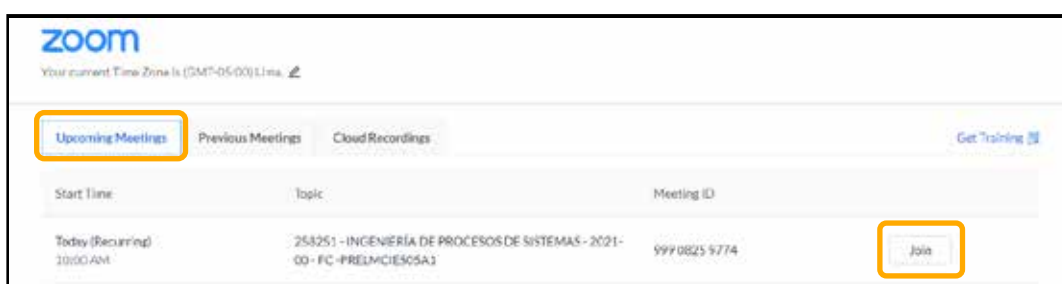 zoom
Your current Time Zone is (GMT-05:00) Lima.
Upcoming Meetings Previous Meetings Cloud Recordings Get Training
Start Time Topic Meeting ID
Today (Recurring) 258251 - INGENIERÍA DE PROCESOS DE SISTEMAS - 2021- 999 0825 9774 Join
10:00 AM 00 - FC -